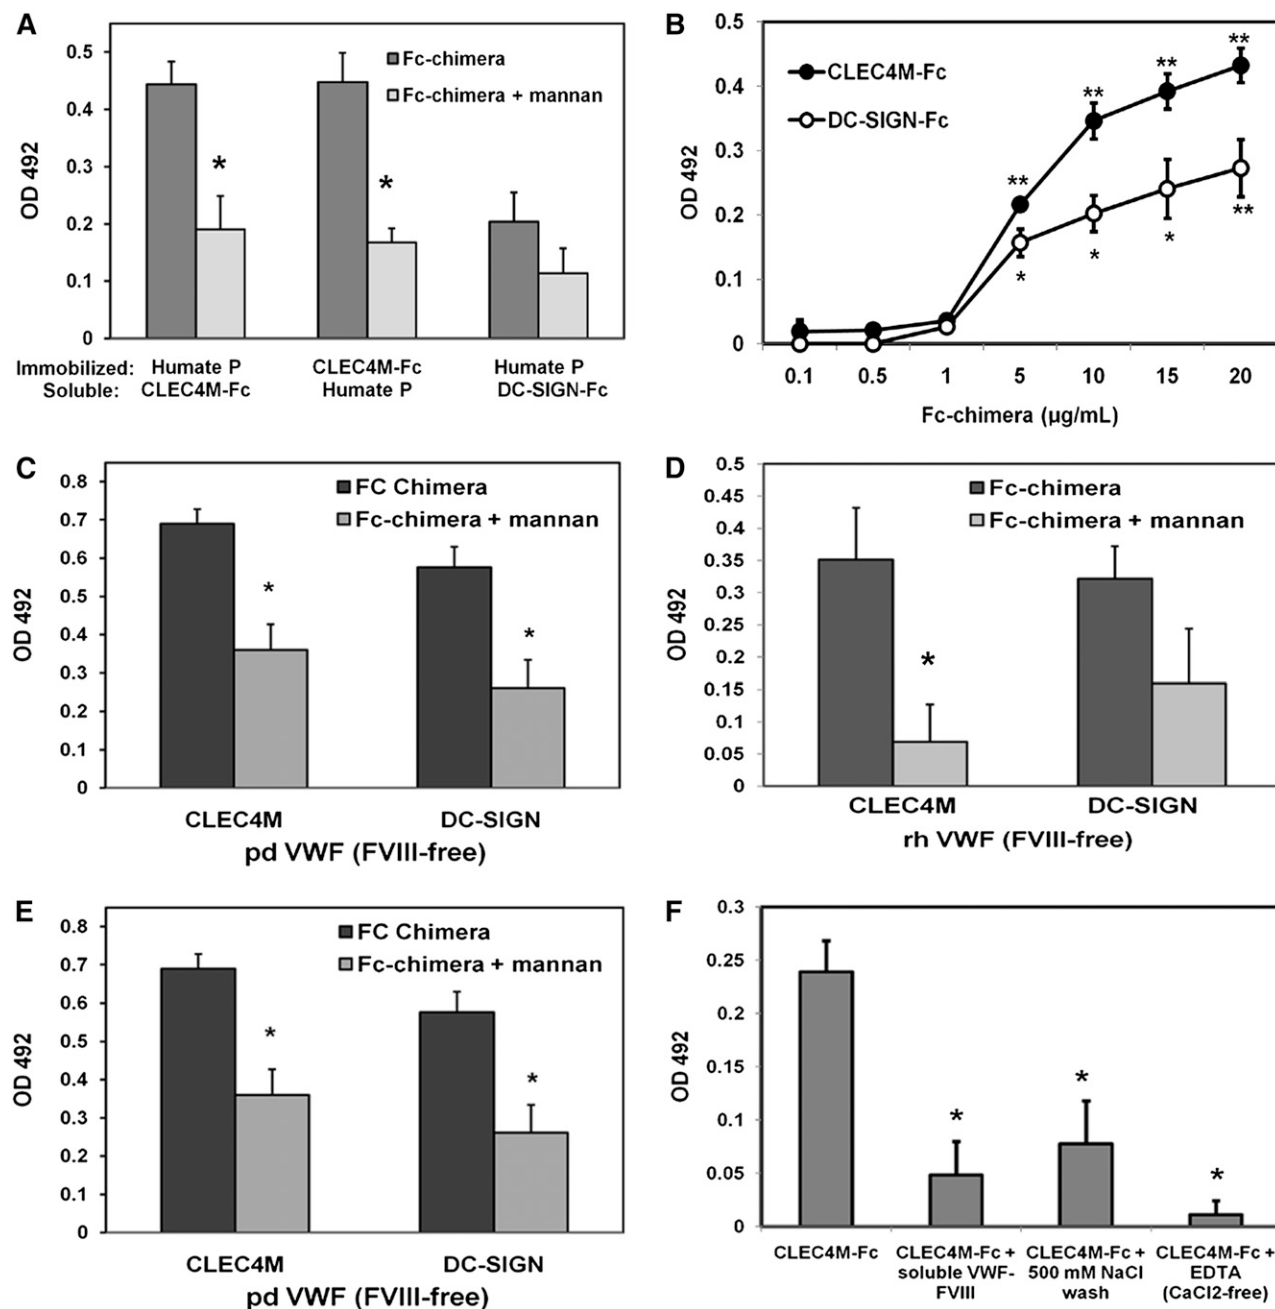 A
OD 492
0.5
0.4
0.3
0.2
0.1
0
Fc-chimera
Fc-chimera + mannan
*
*
Immobilized: Humate P CLEC4M-Fc Humate P
Soluble: CLEC4M-Fc Humate P DC-SIGN-Fc
B
OD 492
0.5
0.4
0.3
0.2
0.1
0
CLEC4M-Fc
DC-SIGN-Fc
** ** ** **
* * * **
0.1 0.5 1 5 10 15 20
Fc-chimera (µg/mL)
C
OD 492
0.8
0.7
0.6
0.5
0.4
0.3
0.2
0.1
0
FC Chimera
Fc-chimera + mannan
*
*
CLEC4M DC-SIGN
pd VWF (FVIII-free)
D
OD 492
0.5
0.45
0.4
0.35
0.3
0.25
0.2
0.15
0.1
0.05
0
Fc-chimera
Fc-chimera + mannan
*
CLEC4M DC-SIGN
rh VWF (FVIII-free)
E
OD 492
0.8
0.7
0.6
0.5
0.4
0.3
0.2
0.1
0
FC Chimera
Fc-chimera + mannan
*
*
CLEC4M DC-SIGN
pd VWF (FVIII-free)
F
OD 492
0.3
0.25
0.2
0.15
0.1
0.05
0
*
*
*
CLEC4M-Fc CLEC4M-Fc + CLEC4M-Fc + CLEC4M-Fc +
soluble VWF- 500 mM NaCl EDTA
FVIII wash (CaCl2-free)